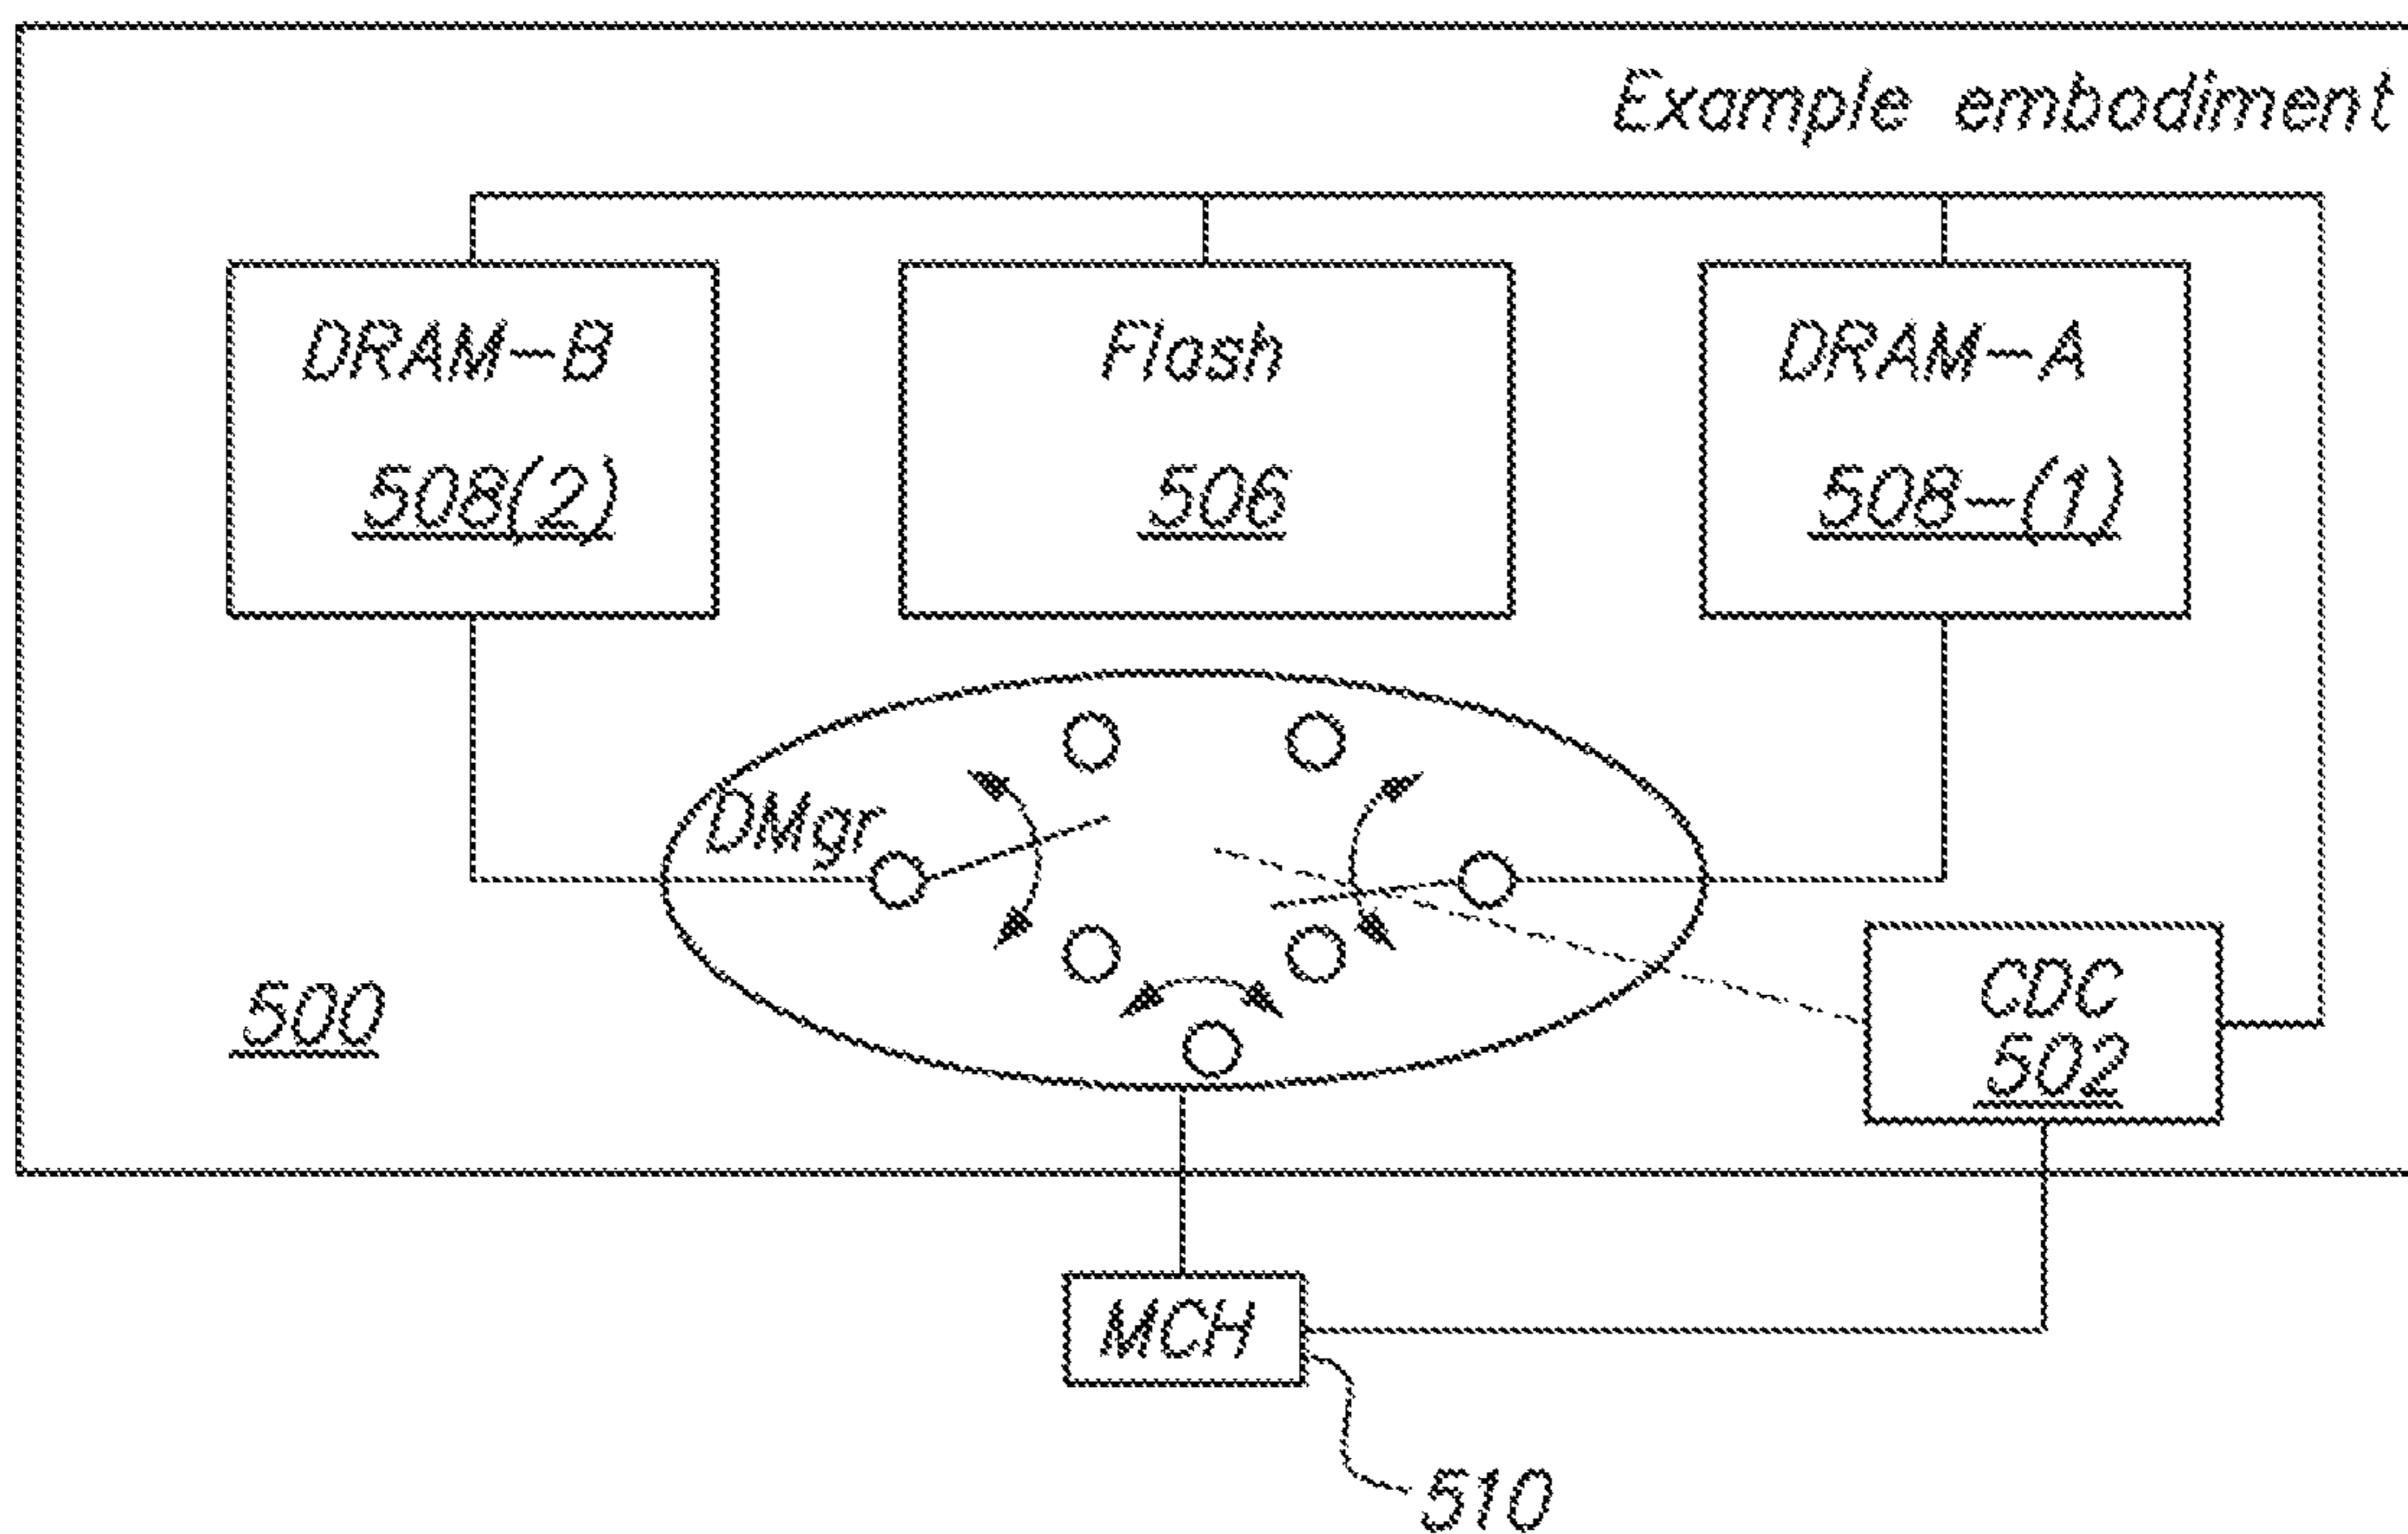 Example embodiment
DRAM-B
508(2)
Flash
506
DRAM-A
508-(1)
DMgr
500
CDC
502
MCH
510